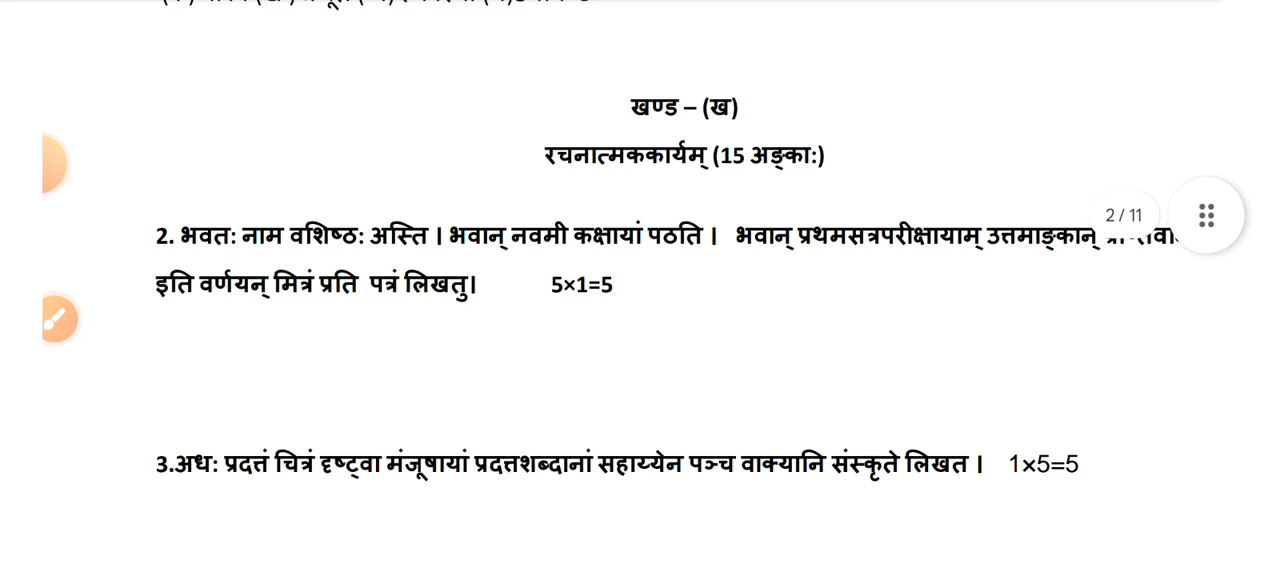 खण्ड – (ख)
रचनात्मककार्यम् (15 अङ्का:)
2. भवत: नाम वशिष्ठ: अस्ति । भवान् नवमी कक्षायां पठति । भवान् प्रथमसत्रपरीक्षायाम् उत्तमाङ्कान्
2 / 11
इति वर्णयन् मित्रं प्रति पत्रं लिखतु। 5×1=5
3.अध: प्रदत्तं चित्रं दृष्ट्वा मंजूषायां प्रदत्तशब्दानां सहाय्येन पञ्च वाक्यानि संस्कृते लिखत । 1×5=5